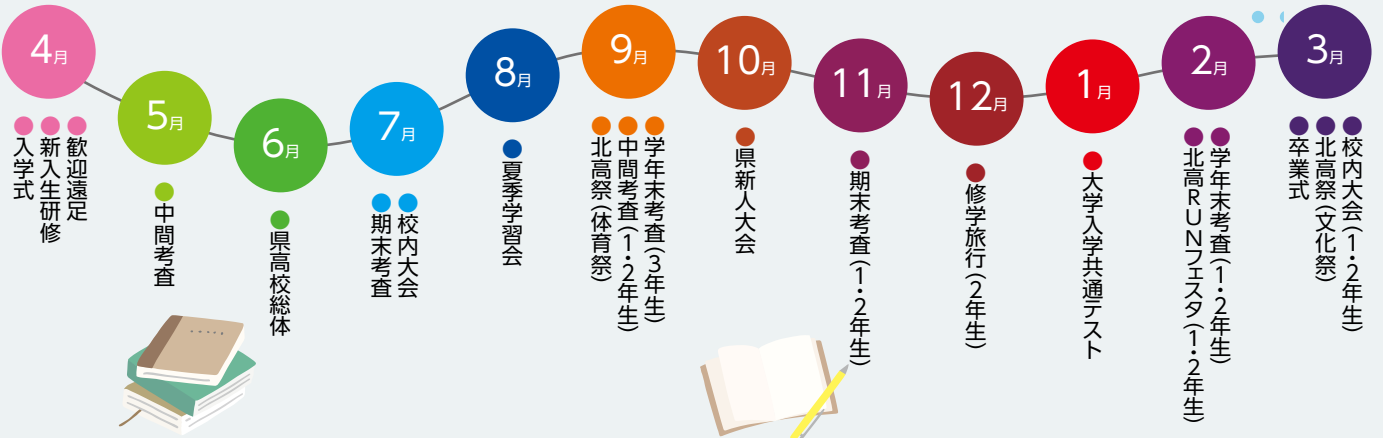 4月
入学式
新入生研修
歓迎遠足
5月
中間考査
6月
県高校総体
7月
期末考査
校内大会
8月
夏季学習会
9月
北高祭(体育祭)
中間考査(1・2年生)
学年末考査(3年生)
10月
県新人大会
11月
期末考査(1・2年生)
12月
修学旅行(2年生)
1月
大学入学共通テスト
2月
北高RUNフェスタ(1・2年生)
学年末考査(1・2年生)
3月
卒業式
北高祭(文化祭)
校内大会(1・2年生)